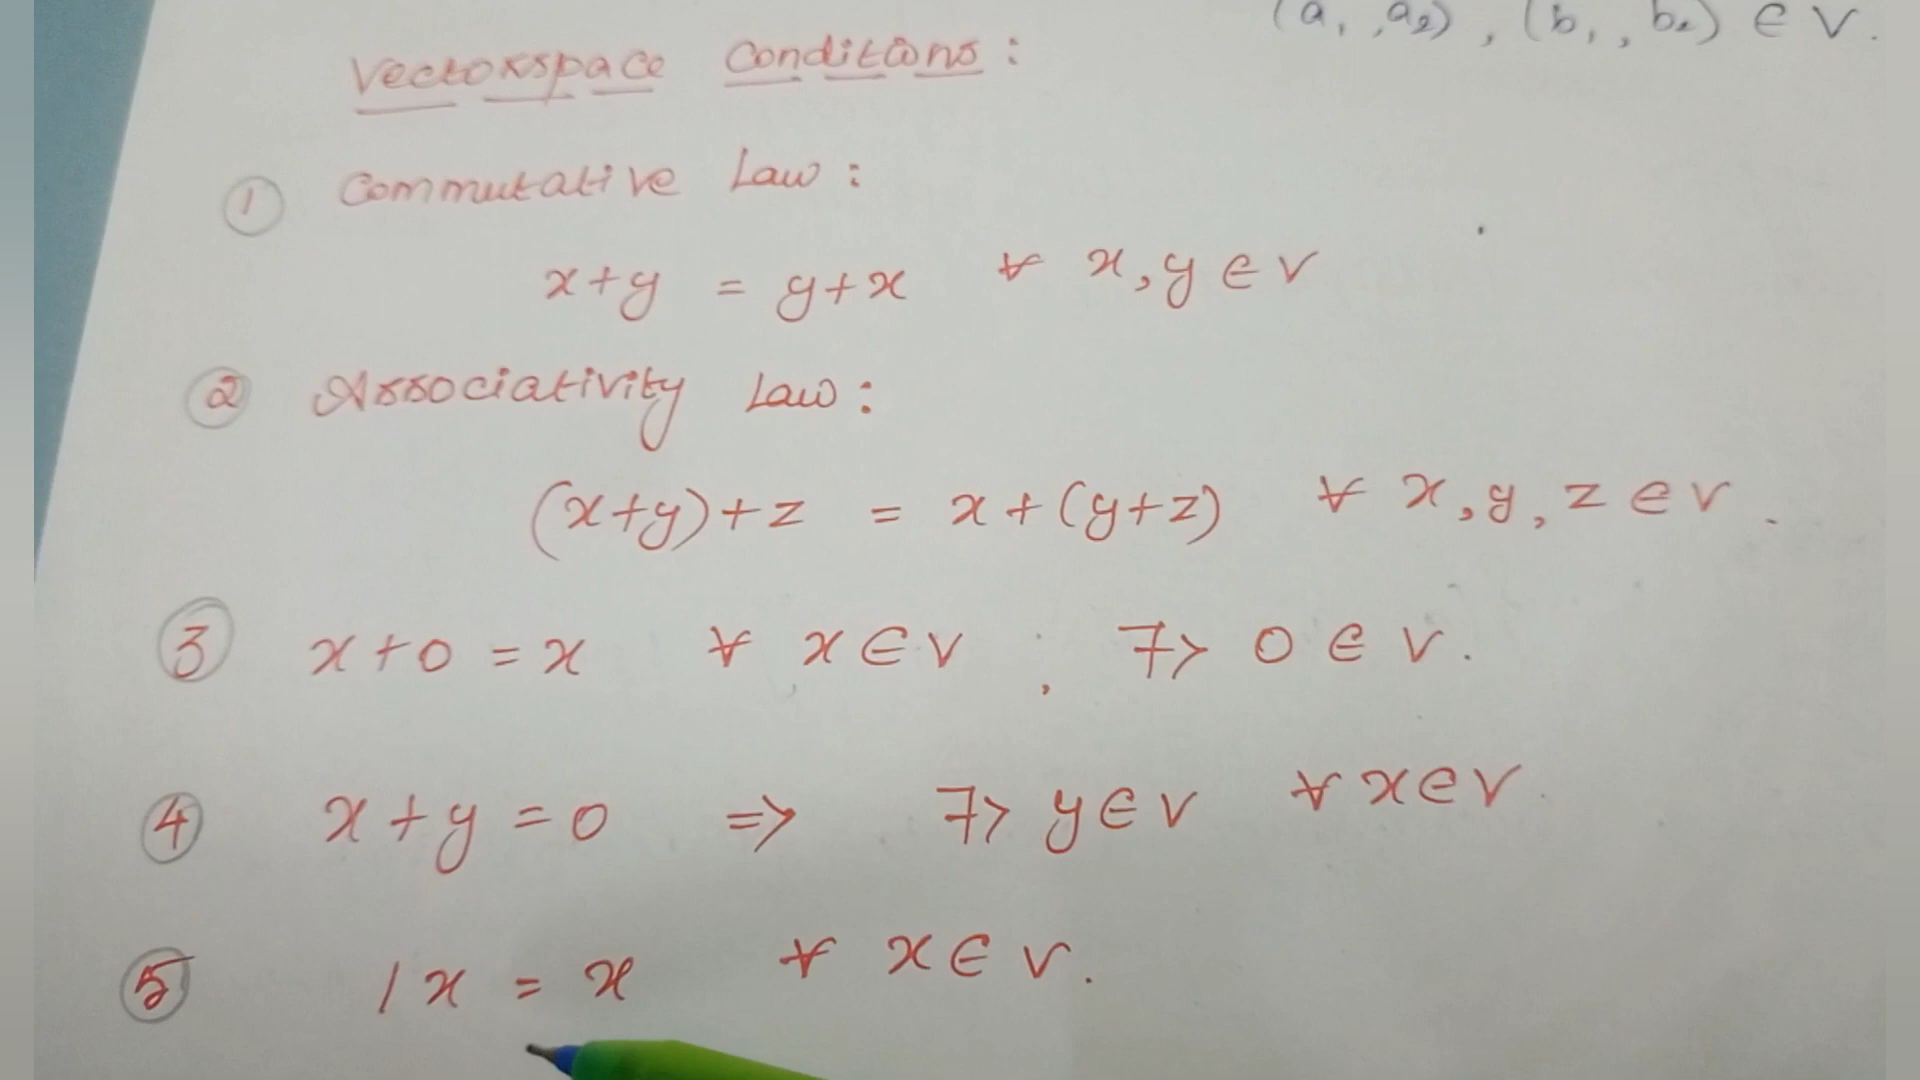 (a₁, a₂), (b₁, b₂) ∈ V.
Vectorspace Conditions:
① Commutative Law:
x+y = y+x ∀ x,y ∈ V
② Associativity Law:
(x+y)+z = x+(y+z) ∀ x,y,z ∈ V.
③ x+0 = x ∀ x ∈ V ; ∃> 0 ∈ V.
④ x+y = 0 => ∃> y ∈ V ∀ x ∈ V
⑤ 1x = x ∀ x ∈ V.